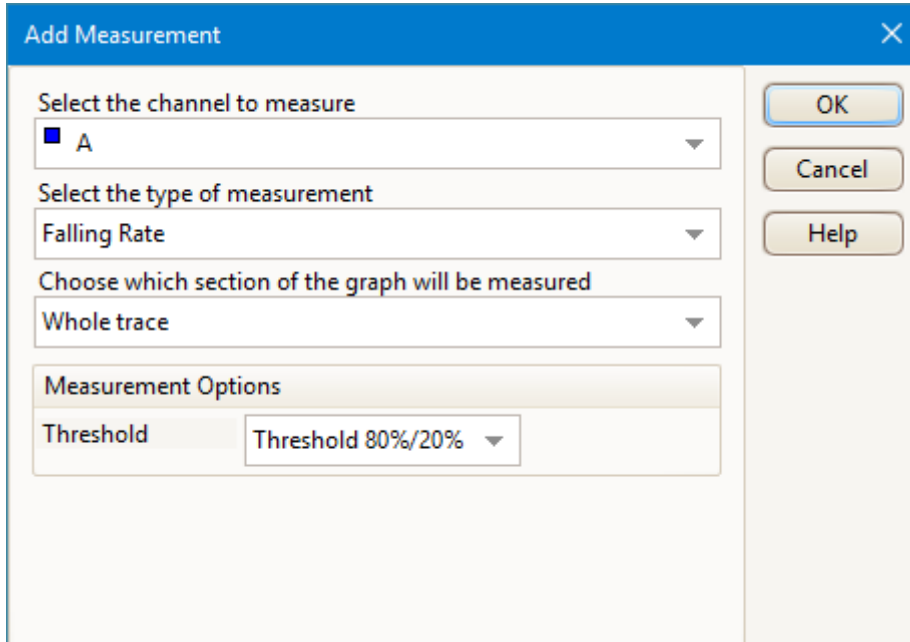 Add Measurement
Select the channel to measure
A
Select the type of measurement
Falling Rate
Choose which section of the graph will be measured
Whole trace
Measurement Options
Threshold
Threshold 80%/20%
OK
Cancel
Help